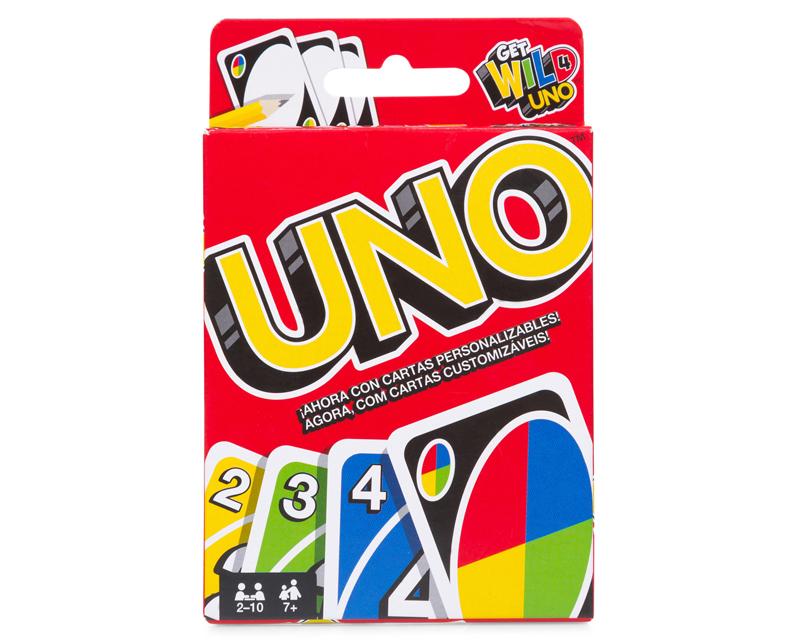 GET
WILD 4
UNO
UNO
TM
¡AHORA CON CARTAS PERSONALIZABLES!
AGORA, COM CARTAS CUSTOMIZÁVEIS!
2
3
4
4
2-10
7+